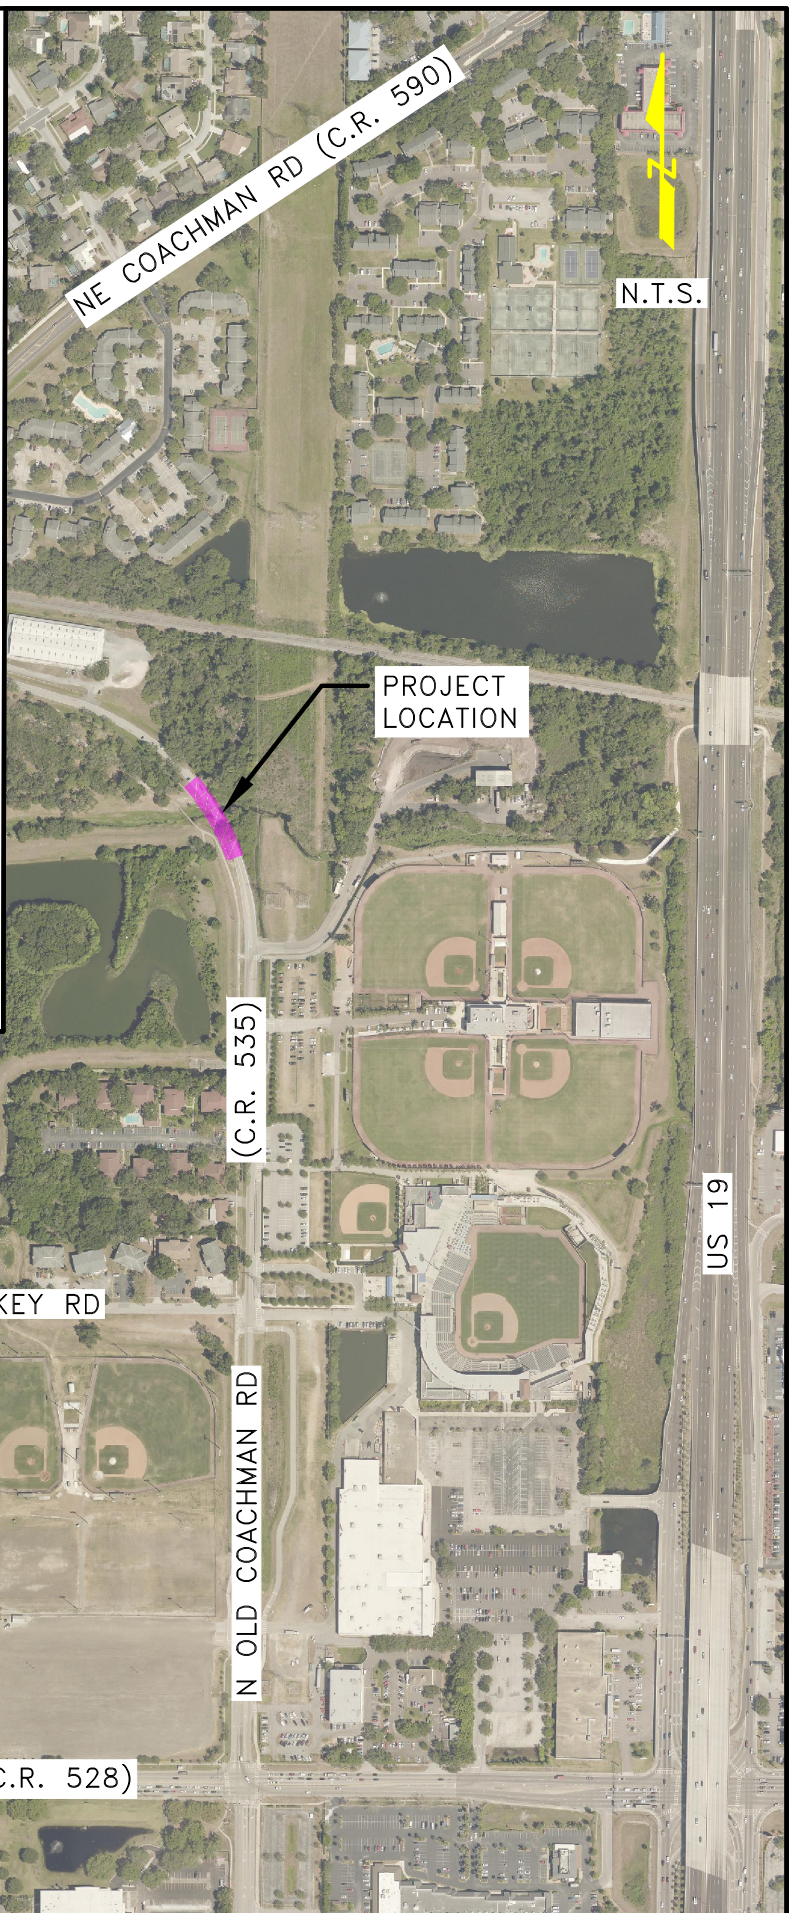 NE COACHMAN RD (C.R. 590)
N
N.T.S.
PROJECT
LOCATION
(C.R. 535)
US 19
KEY RD
N OLD COACHMAN RD
C.R. 528)